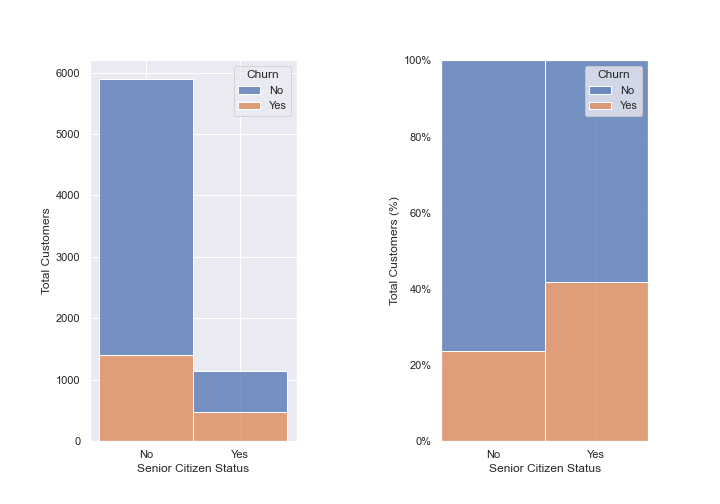 Total Customers
6000
5000
4000
3000
2000
1000
0
Churn
No
Yes
No Yes
Senior Citizen Status
Total Customers (%)
100%
80%
60%
40%
20%
0%
Churn
No
Yes
No Yes
Senior Citizen Status